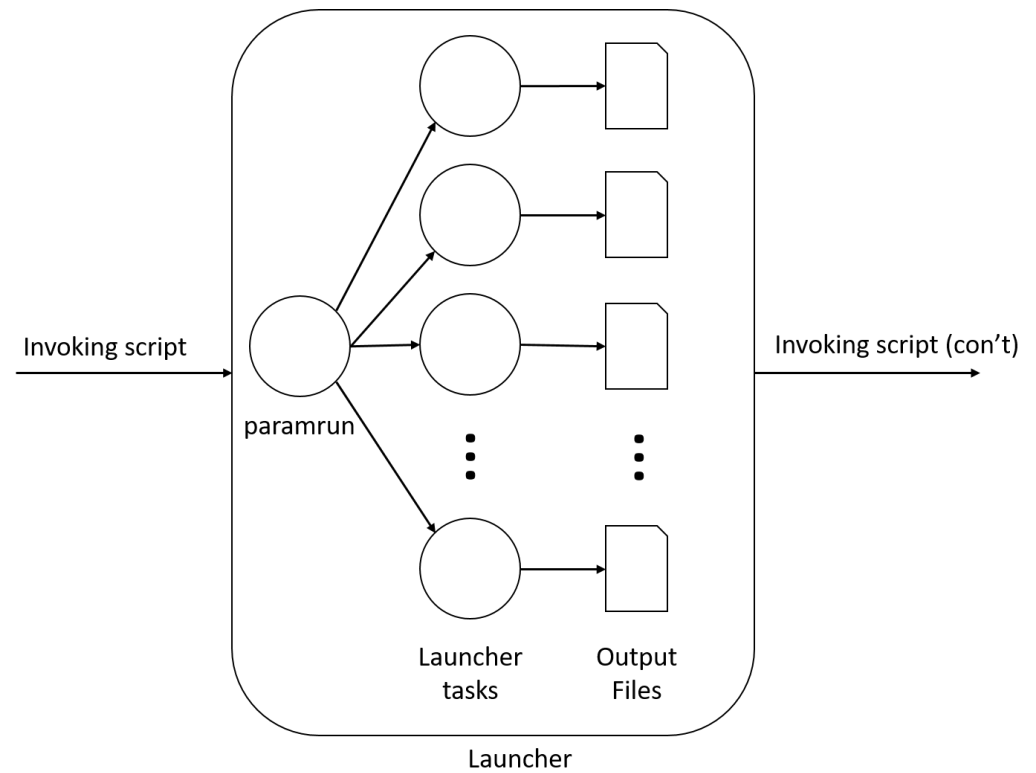 Invoking script
Invoking script (con’t)
paramrun
Launcher
tasks
Output
Files
Launcher